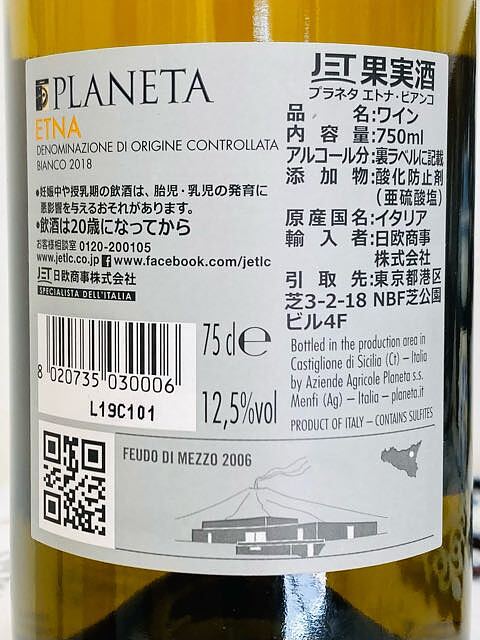 PLANETA
ETNA
DENOMINAZIONE DI ORIGINE CONTROLLATA
BIANCO 2018
•妊娠中や授乳期の飲酒は、胎児・乳児の発育に
悪影響を与えるおそれがあります。
•飲酒は20歳になってから
お客様相談室 0120-200105
www.jetlc.co.jp f www.facebook.com/jetlc
JET 日欧商事株式会社
SPECIALISTA DELL'ITALIA
JET 果実酒
プラネタ エトナ・ビアンコ
品名:ワイン
内容量:750ml
アルコール分:裏ラベルに記載
添加物:酸化防止剤
(亜硫酸塩)
原産国名:イタリア
輸入者:日欧商事
株式会社
引取先:東京都港区
芝3-2-18 NBF芝公園
ビル4F
8 020735 030006
L19C101
75 cl e
12,5%vol
Bottled in the production area in
Castiglione di Sicilia (Ct) – Italia
by Aziende Agricole Planeta s.s.
Menfi (Ag) – Italia – planeta.it
PRODUCT OF ITALY – CONTAINS SULFITES
FEUDO DI MEZZO 2006